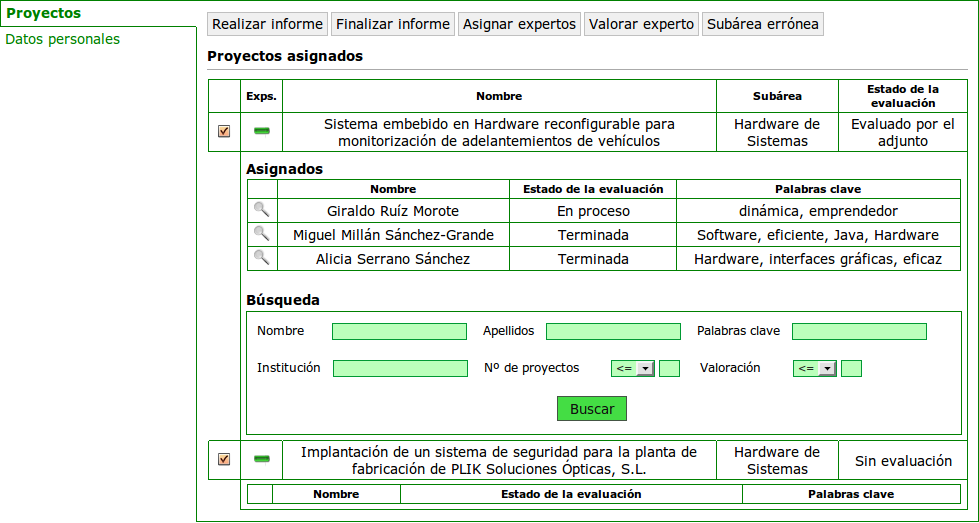 Proyectos
Datos personales
Realizar informe Finalizar informe Asignar expertos Valorar experto Subárea errónea
Proyectos asignados
Exps. Nombre Subárea Estado de la evaluación
Sistema embebido en Hardware reconfigurable para
monitorización de adelantemientos de vehículos
Hardware de
Sistemas
Evaluado por el
adjunto
Asignados
Nombre Estado de la evaluación Palabras clave
Giraldo Ruíz Morote En proceso dinámica, emprendedor
Miguel Millán Sánchez-Grande Terminada Software, eficiente, Java, Hardware
Alicia Serrano Sánchez Terminada Hardware, interfaces gráficas, eficaz
Búsqueda
Nombre Apellidos Palabras clave
Institución Nº de proyectos <= Valoración <=
Buscar
Implantación de un sistema de seguridad para la planta de
fabricación de PLIK Soluciones Ópticas, S.L.
Hardware de
Sistemas
Sin evaluación
Nombre Estado de la evaluación Palabras clave